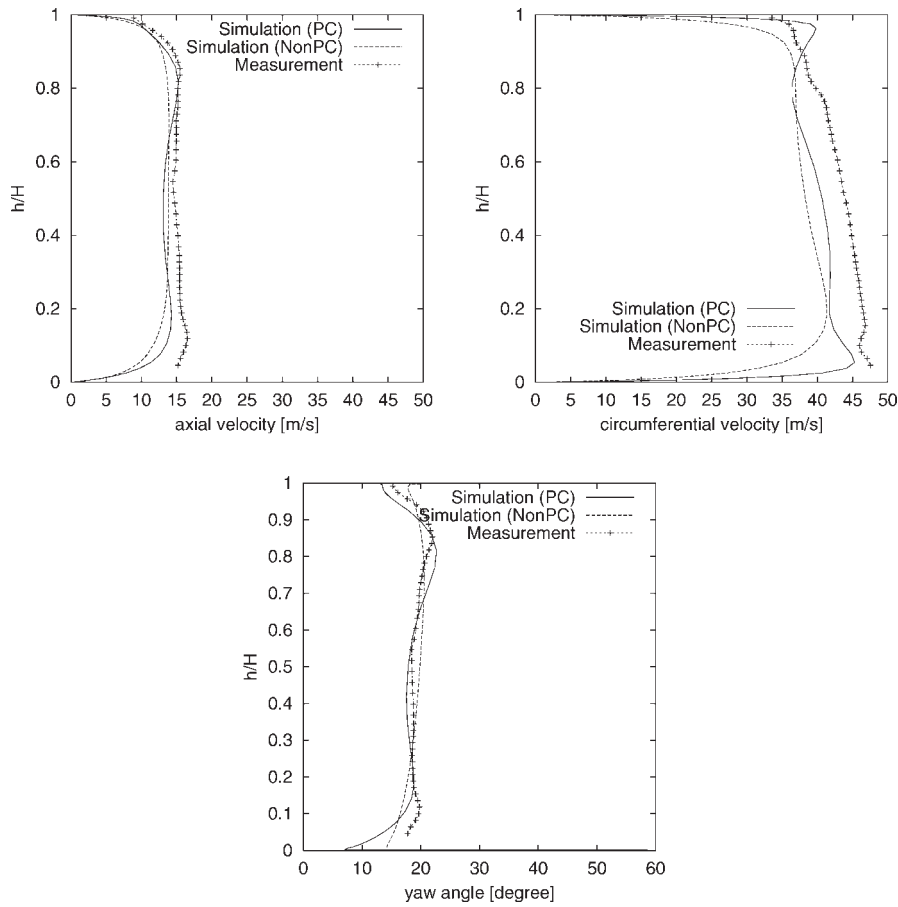 1
0.8
0.6
0.4
0.2
0
h/H
Simulation (PC)
Simulation (NonPC)
Measurement
0 5 10 15 20 25 30 35 40 45 50
axial velocity [m/s]
1
0.8
0.6
0.4
0.2
0
h/H
Simulation (PC)
Simulation (NonPC)
Measurement
0 5 10 15 20 25 30 35 40 45 50
circumferential velocity [m/s]
1
0.9
0.8
0.7
0.6
0.5
0.4
0.3
0.2
0.1
0
h/H
Simulation (PC)
Simulation (NonPC)
Measurement
0 10 20 30 40 50 60
yaw angle [degree]